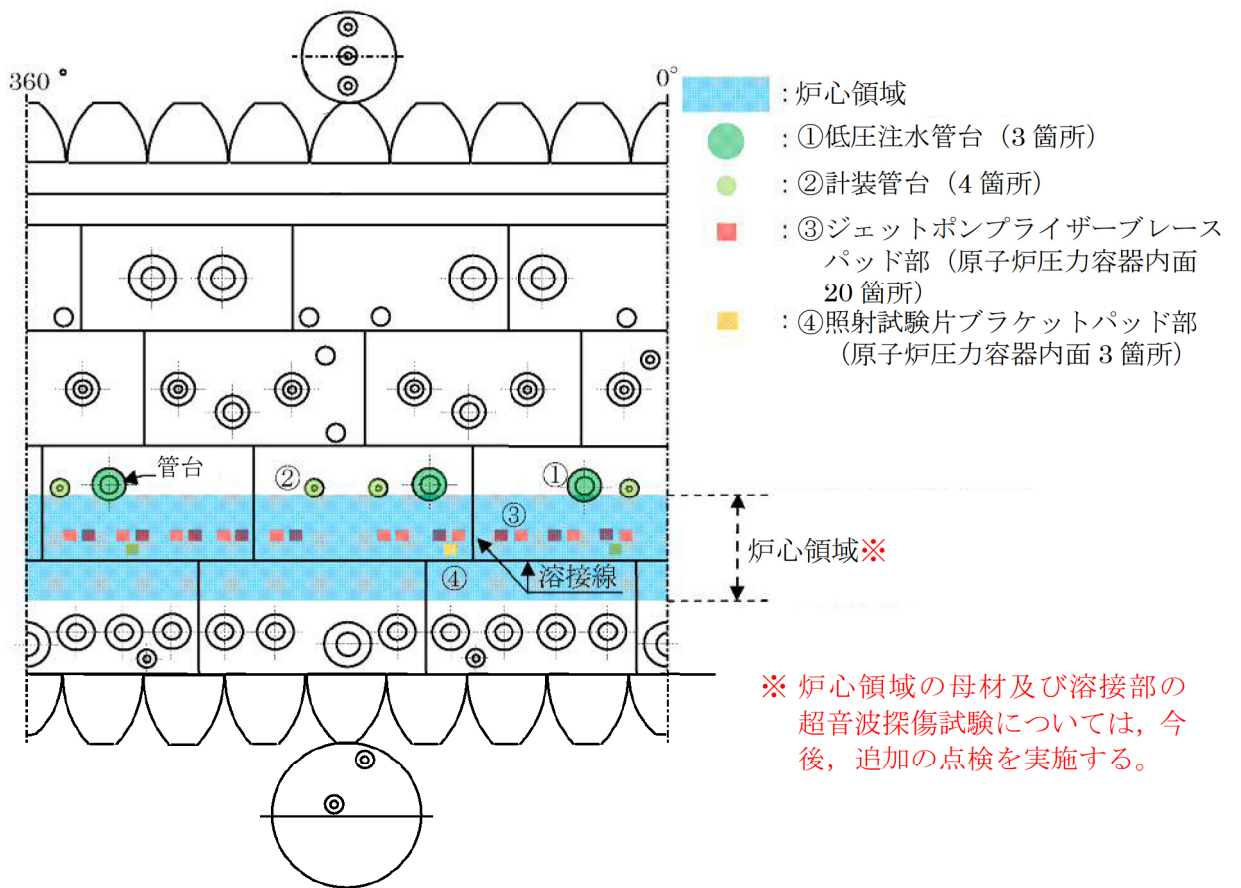 360°
0°
：炉心領域
：①低圧注水管台（3 箇所）
：②計装管台（4 箇所）
：③ジェットポンプライザーブレース
パッド部（原子炉圧力容器内面
20 箇所）
：④照射試験片ブラケットパッド部
（原子炉圧力容器内面 3 箇所）
管台
②
①
③
炉心領域※
④
溶接線
※ 炉心領域の母材及び溶接部の
超音波探傷試験については，今
後，追加の点検を実施する。